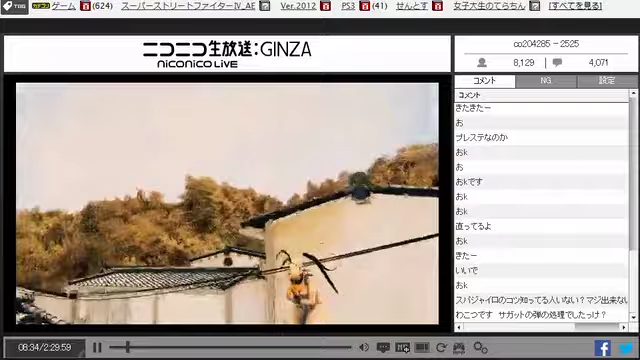 TAG カテゴリ ゲーム (624) スーパーストリートファイターⅣ_AE Ver.2012 PS3 (41) せんとす 女子大生のてらちん [すべてを見る]
ニコニコ生放送:GINZA
niconico LiVE
co204285 - 2525
8,129 4,071
コメント NG 設定
コメント
きたきたー
お
プレステなのか
おk
お
おkです
おk
おk
直ってるよ
おk
きたー
いいで
おk
スパジャイロのコン知ってる人いない?マジ出来ない
わこつです サガットの弾の処理でしたっけ?
08:34/2:29:59